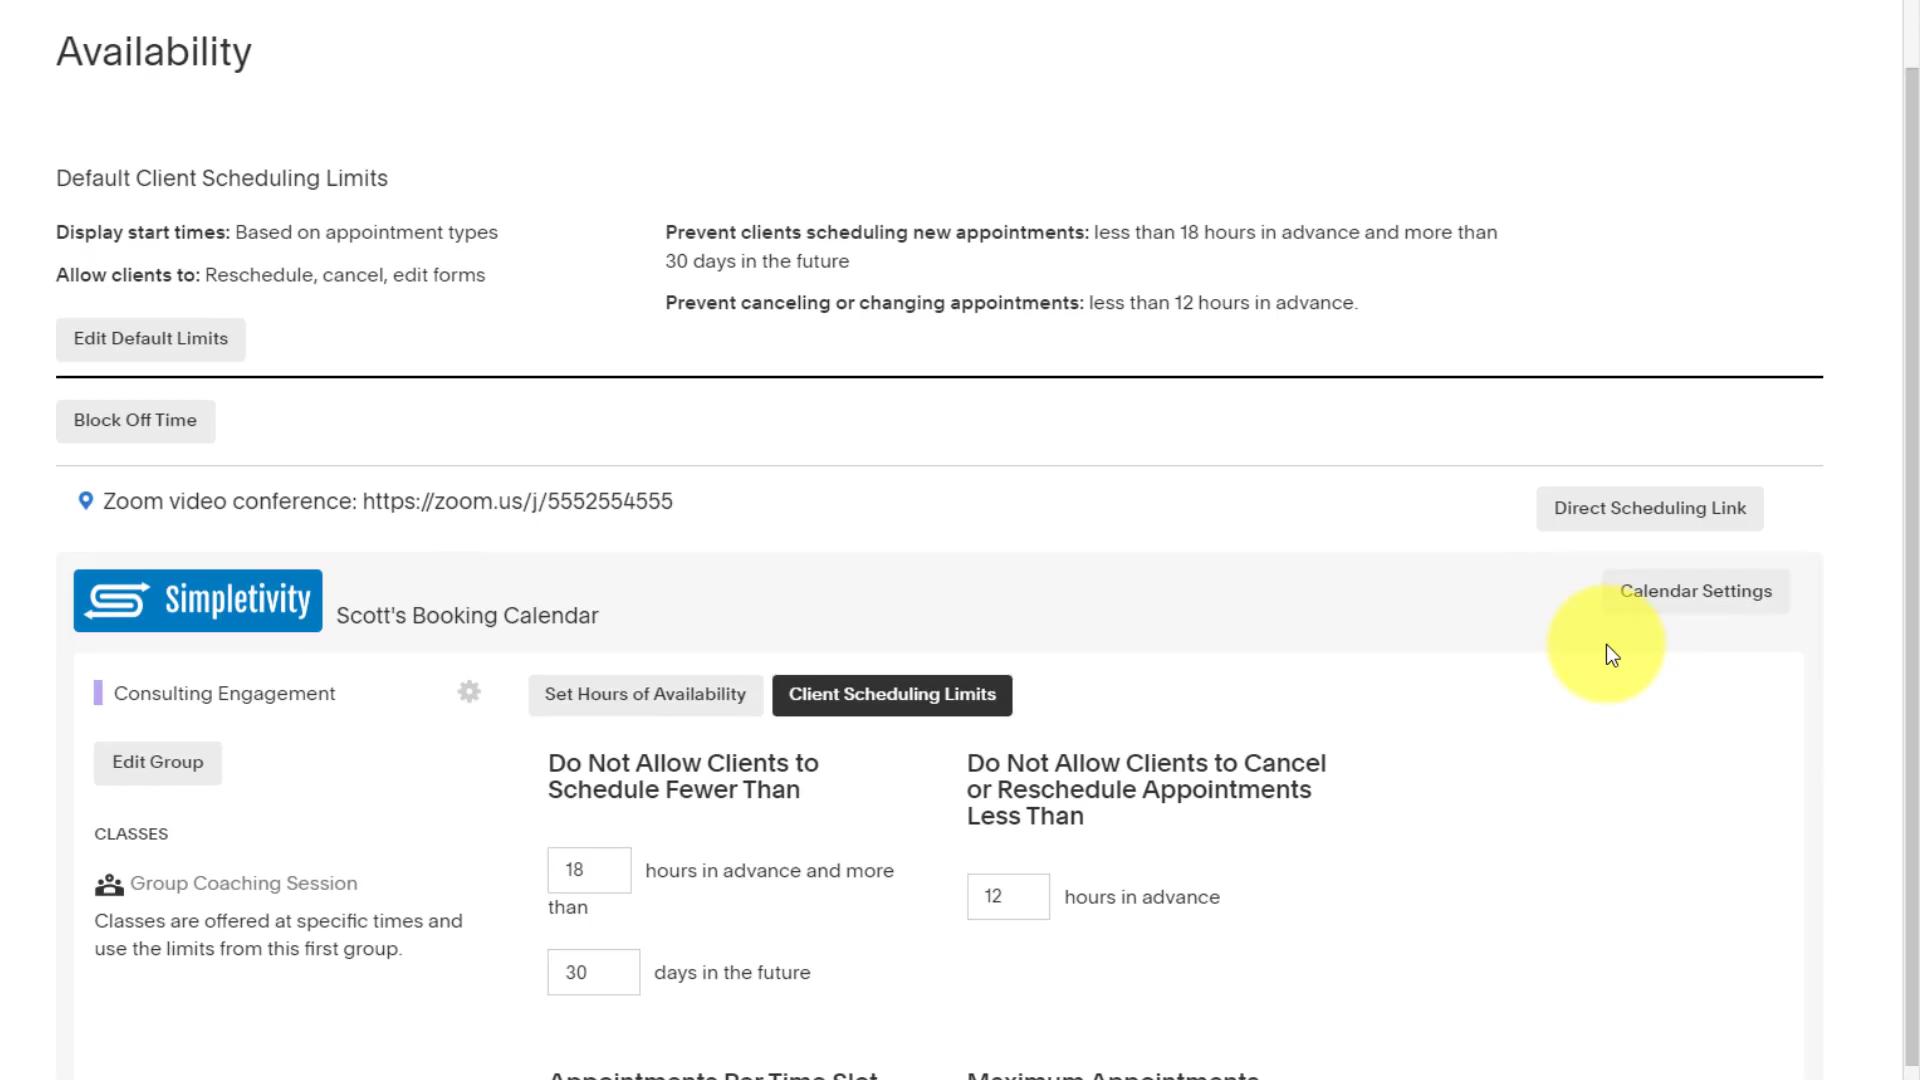 Availability
Default Client Scheduling Limits
Display start times: Based on appointment types
Allow clients to: Reschedule, cancel, edit forms
Prevent clients scheduling new appointments: less than 18 hours in advance and more than
30 days in the future
Prevent canceling or changing appointments: less than 12 hours in advance.
Edit Default Limits
Block Off Time
Zoom video conference: https://zoom.us/j/5552554555
Direct Scheduling Link
Simpletivity
Scott's Booking Calendar
Calendar Settings
Consulting Engagement
Edit Group
CLASSES
Group Coaching Session
Classes are offered at specific times and
use the limits from this first group.
Set Hours of Availability
Client Scheduling Limits
Do Not Allow Clients to
Schedule Fewer Than
18 hours in advance and more
than
30 days in the future
Do Not Allow Clients to Cancel
or Reschedule Appointments
Less Than
12 hours in advance
Appointments Per Time Slot
Maximum Appointments